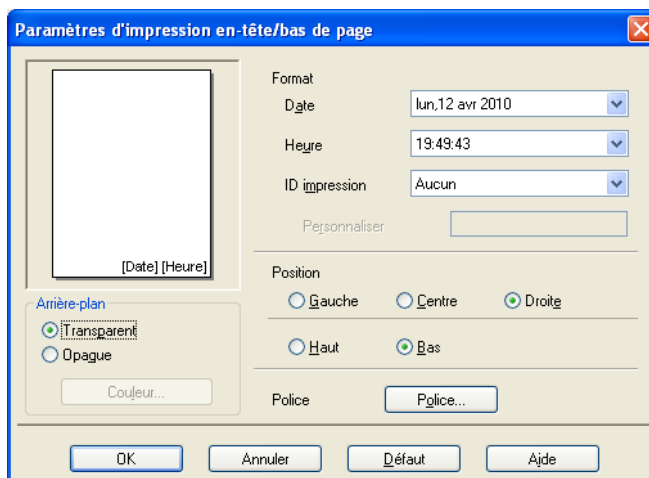 Paramètres d'impression en-tête/bas de page
[Date] [Heure]
Arrière-plan
Transparent
Opaque
Couleur...
Format
Date
lun,12 avr 2010
Heure
19:49:43
ID impression
Aucun
Personnaliser
Position
Gauche
Centre
Droite
Haut
Bas
Police
Police...
OK
Annuler
Défaut
Aide